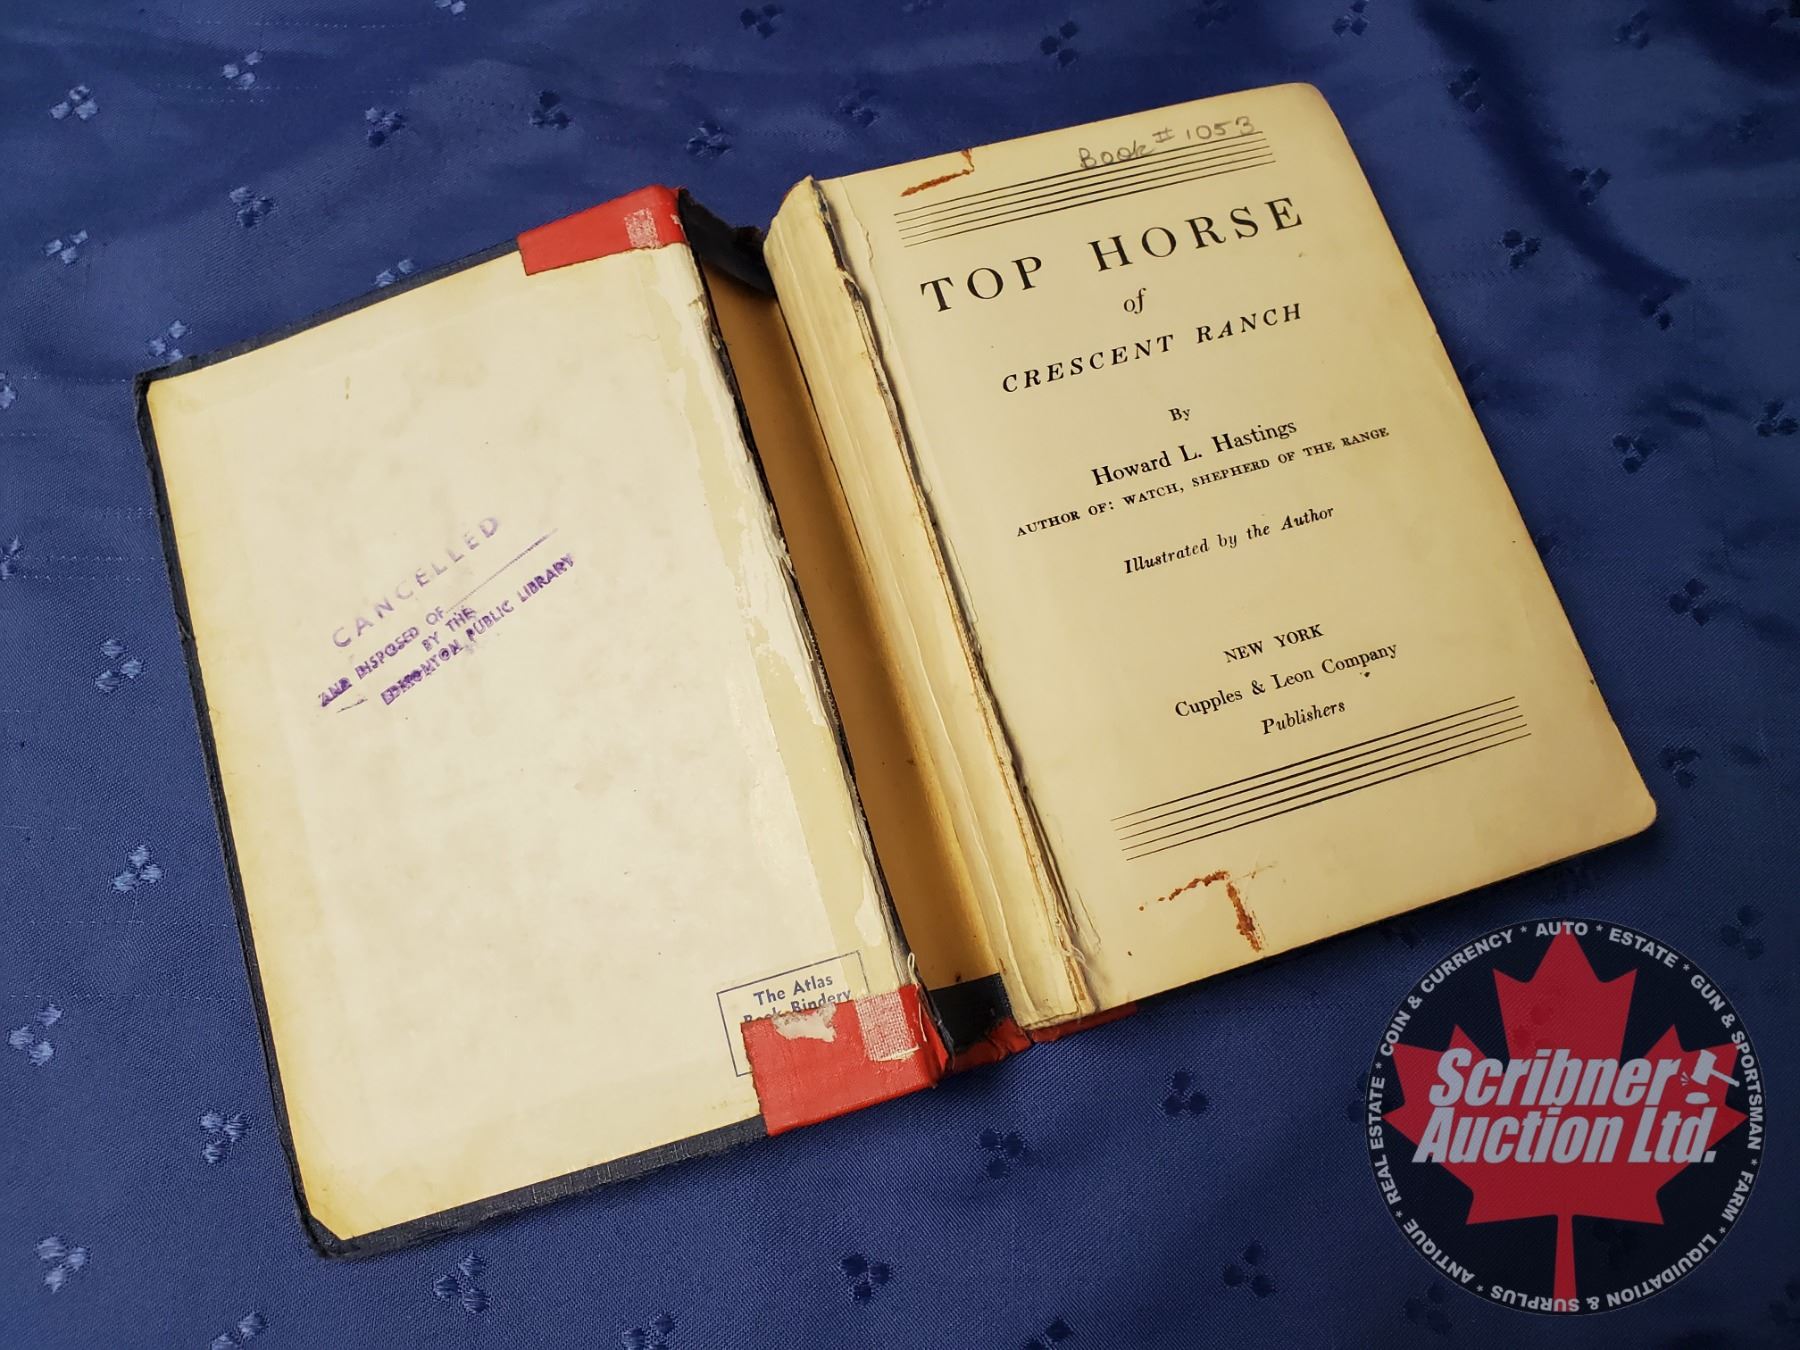 CANCELLED
AND DISPOSED OF
BY THE
EDMONTON PUBLIC LIBRARY
The Atlas
Book Bindery
Book # 1053
TOP HORSE
of
CRESCENT RANCH
By
Howard L. Hastings
AUTHOR OF: WATCH, SHEPHERD OF THE RANGE
Illustrated by the Author
NEW YORK
Cupples & Leon Company
Publishers
Scribner
Auction Ltd.
* AUTO * ESTATE * GUN & SPORTSMAN * FARM * LIQUIDATION & SURPLUS * ANTIQUE * REAL ESTATE * COIN & CURRENCY